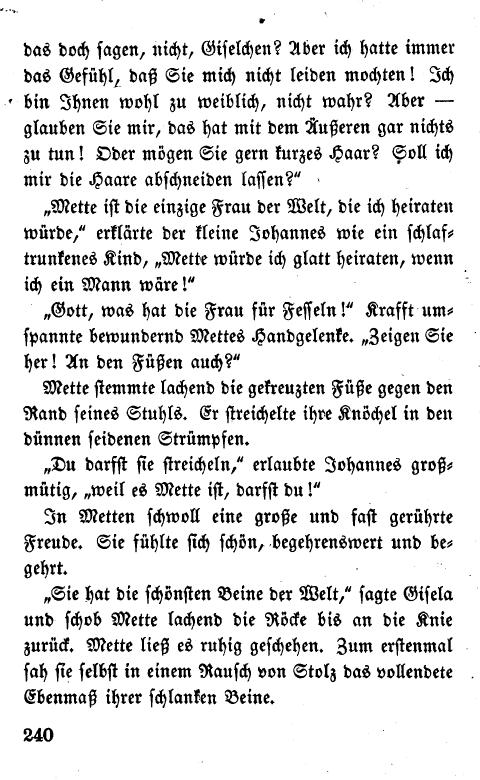 das doch sagen, nicht, Giselchen? Aber ich hatte immer
das Gefühl, daß Sie mich nicht leiden mochten! Ich
bin Ihnen wohl zu weiblich, nicht wahr? Aber —
glauben Sie mir, das hat mit dem Äußeren gar nichts
zu tun! Oder mögen Sie gern kurzes Haar? Soll ich
mir die Haare abschneiden lassen?“
„Mette ist die einzige Frau der Welt, die ich heiraten
würde,“ erklärte der kleine Johannes wie ein schlaf-
trunkenes Kind, „Mette würde ich glatt heiraten, wenn
ich ein Mann wäre!“
„Gott, was hat die Frau für Fesseln!“ Krafft um-
spannte bewundernd Mettes Handgelenke. „Zeigen Sie
her! An den Füßen auch?“
Mette stemmte lachend die gekreuzten Füße gegen den
Rand seines Stuhls. Er streichelte ihre Knöchel in den
dünnen seidenen Strümpfen.
„Du darfst sie streicheln,“ erlaubte Johannes groß-
mütig, „weil es Mette ist, darfst du!“
In Metten schwoll eine große und fast gerührte
Freude. Sie fühlte sich schön, begehrenswert und be-
gehrt.
„Sie hat die schönsten Beine der Welt,“ sagte Gisela
und schob Mette lachend die Röcke bis an die Knie
zurück. Mette ließ es ruhig geschehen. Zum erstenmal
sah sie selbst in einem Rausch von Stolz das vollendete
Ebenmaß ihrer schlanken Beine.
240